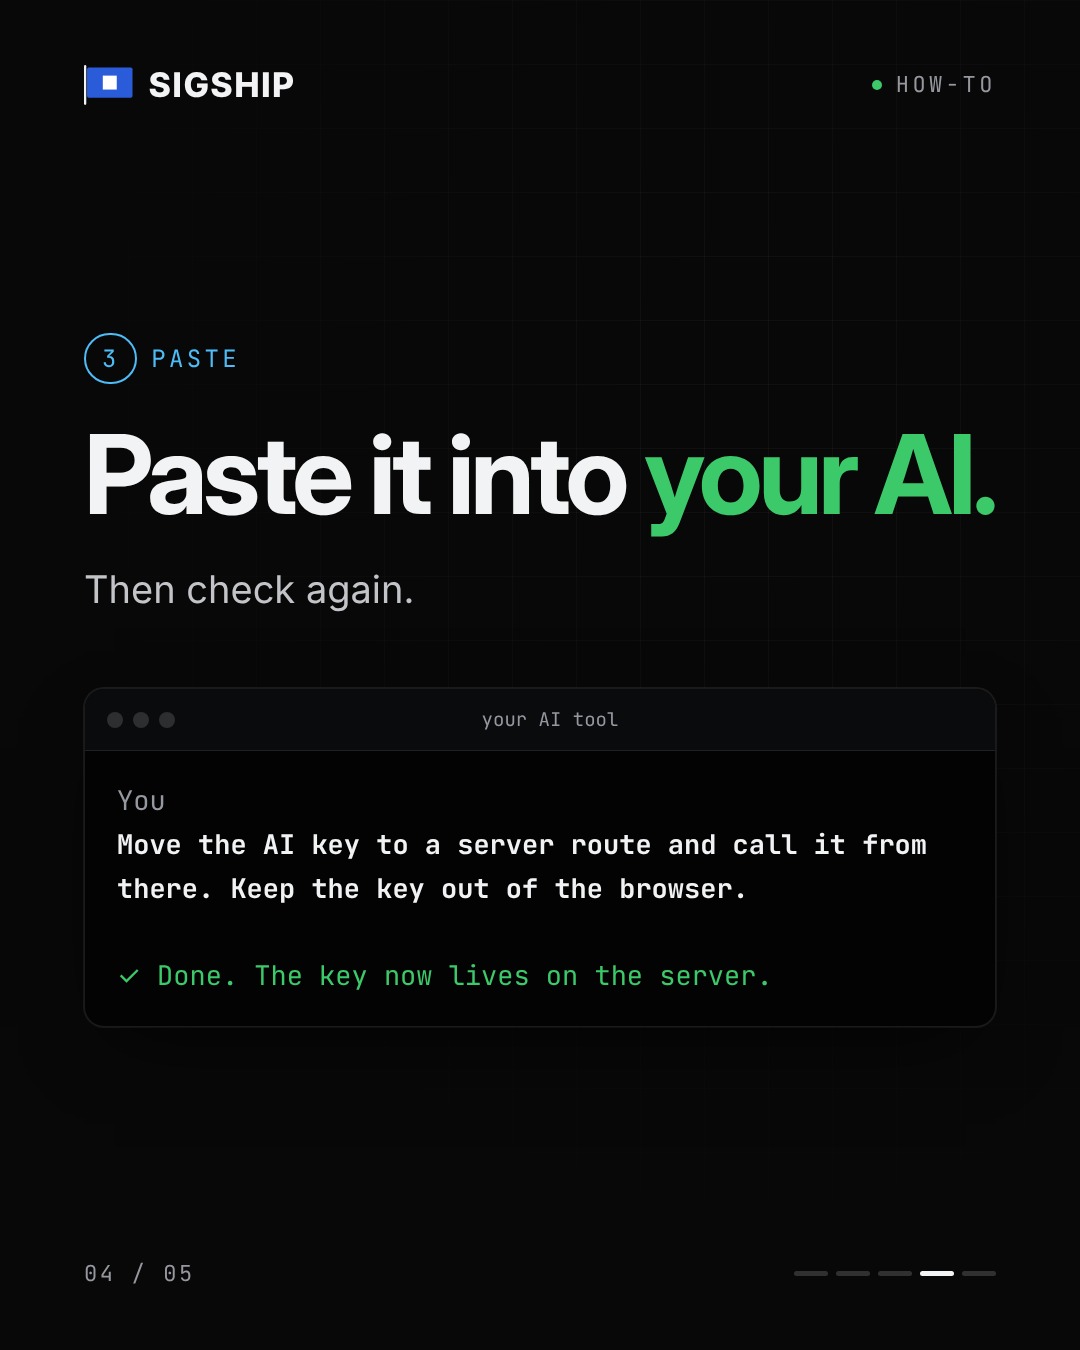 SIGSHIP
HOW-TO
3 PASTE
Paste it into your AI.
Then check again.
your AI tool
You
Move the AI key to a server route and call it from
there. Keep the key out of the browser.
✓ Done. The key now lives on the server.
04 / 05